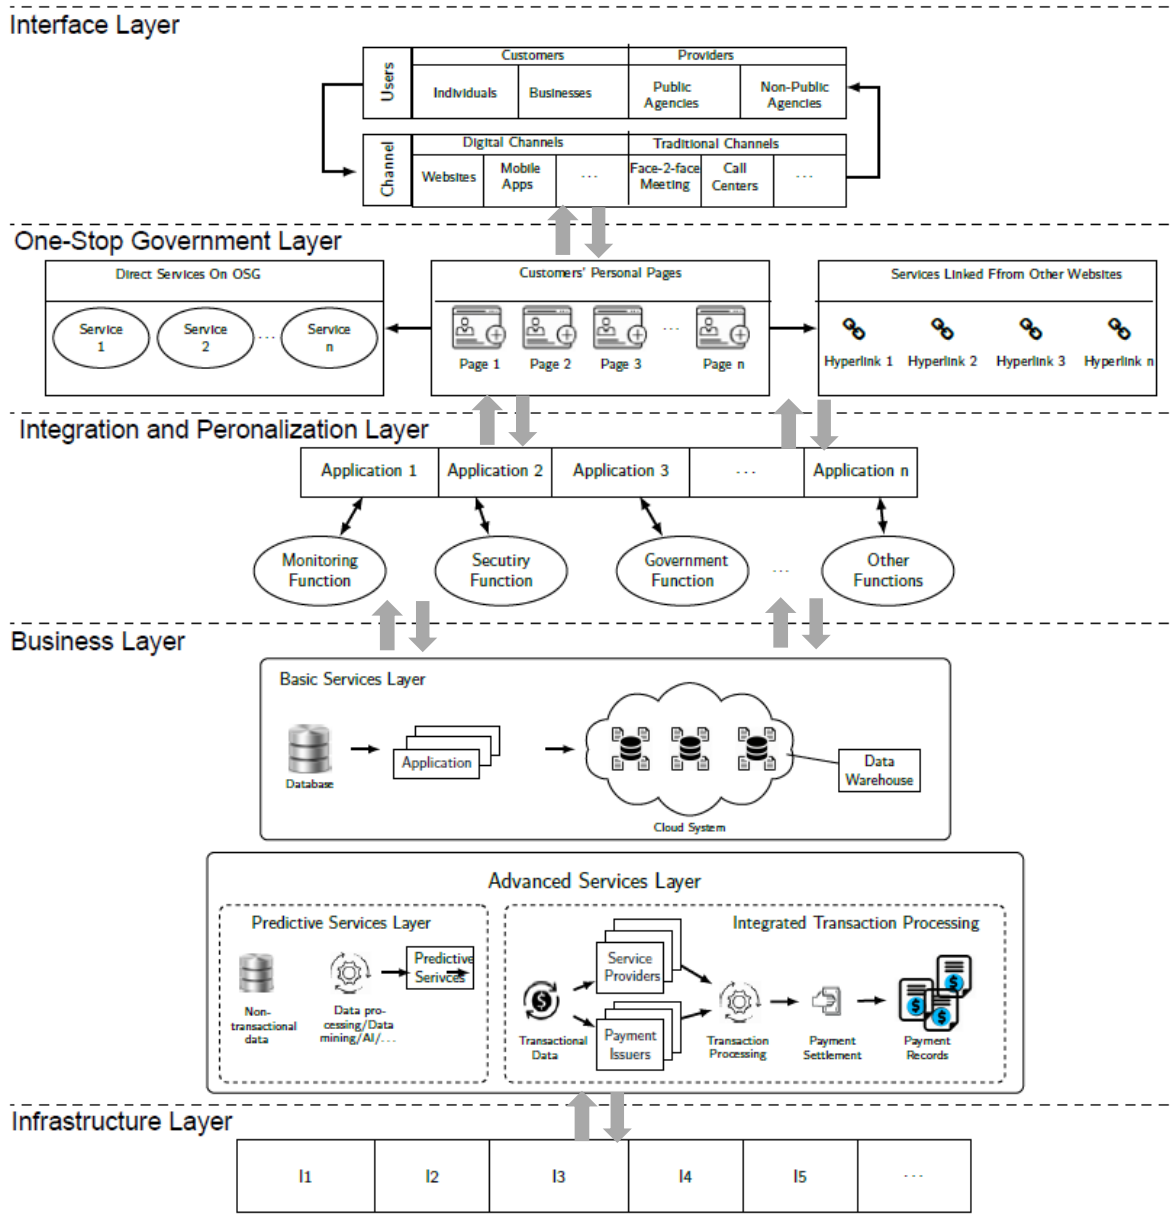 Interface Layer
Users
Customers
Providers
Individuals
Businesses
Public
Agencies
Non-Public
Agencies
Channel
Digital Channels
Traditional Channels
Websites
Mobile
Apps
...
Face-2-face
Meeting
Call
Centers
...
One-Stop Government Layer
Direct Services On OSG
Service
1
Service
2
...
Service
n
Customers' Personal Pages
Page 1
Page 2
Page 3
...
Page n
Services Linked Ffrom Other Websites
Hyperlink 1
Hyperlink 2
Hyperlink 3
Hyperlink n
Integration and Peronalization Layer
Application 1
Application 2
Application 3
...
Application n
Monitoring
Function
Secutiry
Function
Government
Function
...
Other
Functions
Business Layer
Basic Services Layer
Database
Application
Cloud System
Data
Warehouse
Advanced Services Layer
Predictive Services Layer
Non-
transactional
data
Data pro-
cessing/Data
mining/AI/...
Predictive
Serivces
Integrated Transaction Processing
Transactional
Data
Service
Providers
Payment
Issuers
Transaction
Processing
Payment
Settlement
Payment
Records
Infrastructure Layer
I1
I2
I3
I4
I5
...